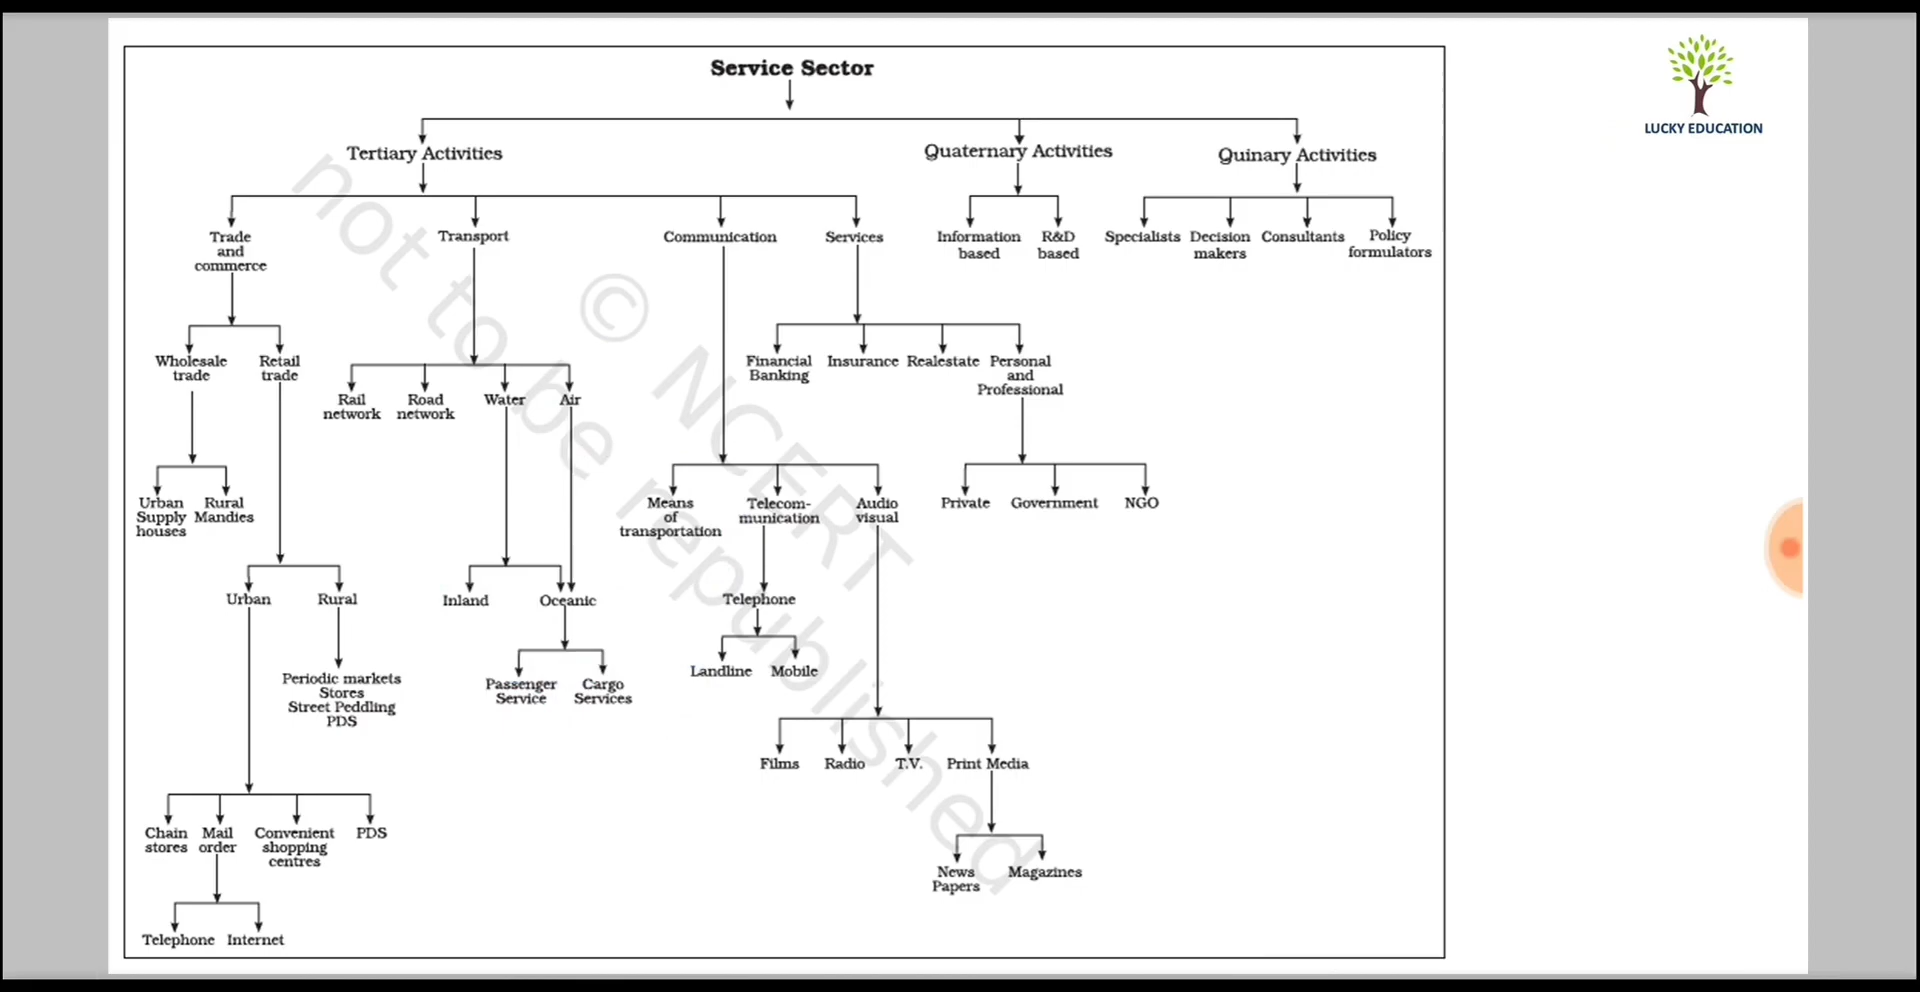 Service Sector
LUCKY EDUCATION
Tertiary Activities
Quaternary Activities
Quinary Activities
Trade
and
commerce
Transport
Communication
Services
Information
based
R&D
based
Specialists
Decision
makers
Consultants
Policy
formulators
Wholesale
trade
Retail
trade
Rail
network
Road
network
Water
Air
Financial
Banking
Insurance
Realestate
Personal
and
Professional
Urban
Supply
houses
Rural
Mandies
Means
of
transportation
Telecom-
munication
Audio
visual
Private
Government
NGO
Urban
Rural
Inland
Oceanic
Telephone
Periodic markets
Stores
Street Peddling
PDS
Passenger
Service
Cargo
Services
Landline
Mobile
Films
Radio
T.V.
Print Media
Chain
stores
Mail
order
Convenient
shopping
centres
PDS
News
Papers
Magazines
Telephone
Internet
© NCERT
not to be republished